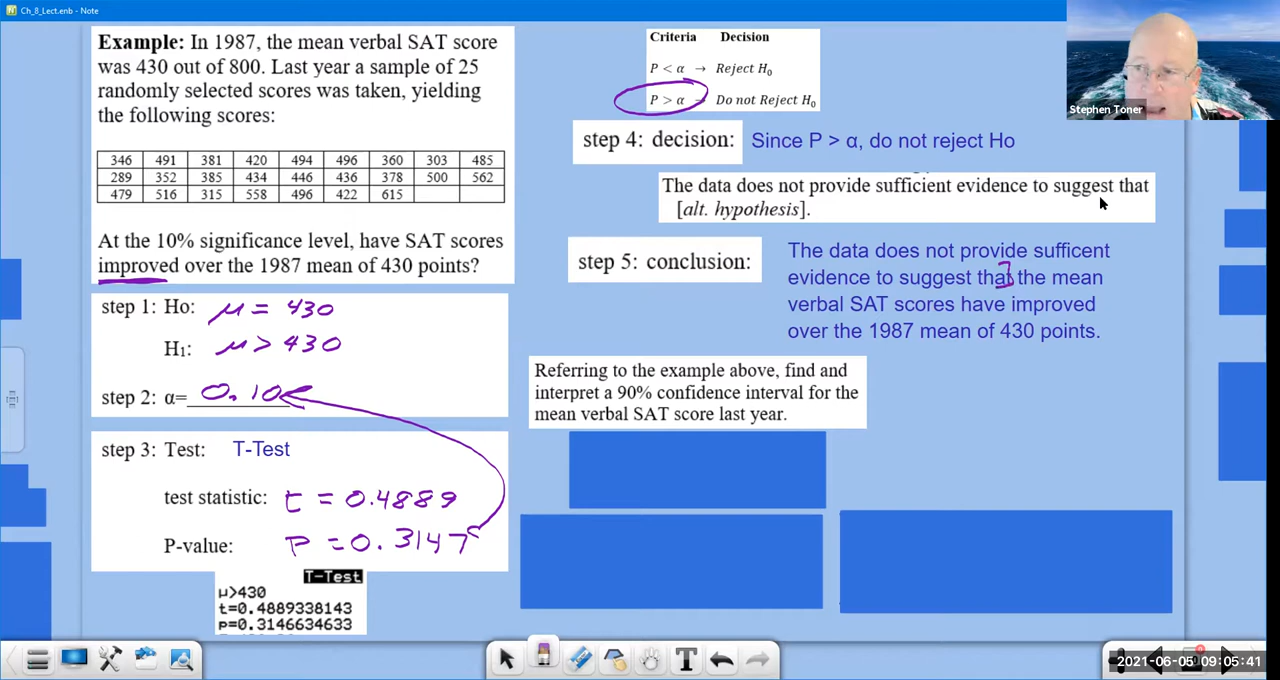 Ch_8_Lect.enb - Note
Example: In 1987, the mean verbal SAT score
was 430 out of 800. Last year a sample of 25
randomly selected scores was taken, yielding
the following scores:
346 491 381 420 494 496 360 303 485
289 352 385 434 446 436 378 500 562
479 516 315 558 496 422 615
At the 10% significance level, have SAT scores
improved over the 1987 mean of 430 points?
step 1: Ho: μ = 430
H1: μ > 430
step 2: α= 0.10
step 3: Test: T-Test
test statistic: t = 0.4889
P-value: P = 0.3147
T-Test
μ>430
t=0.4889338143
p=0.3146634633
Criteria Decision
P < α → Reject H0
P > α → Do not Reject H0
step 4: decision: Since P > α, do not reject Ho
The data does not provide sufficient evidence to suggest that
[alt. hypothesis].
step 5: conclusion: The data does not provide sufficent
evidence to suggest that the mean
verbal SAT scores have improved
over the 1987 mean of 430 points.
Referring to the example above, find and
interpret a 90% confidence interval for the
mean verbal SAT score last year.
Stephen Toner
T
2021-06-05 09:05:41